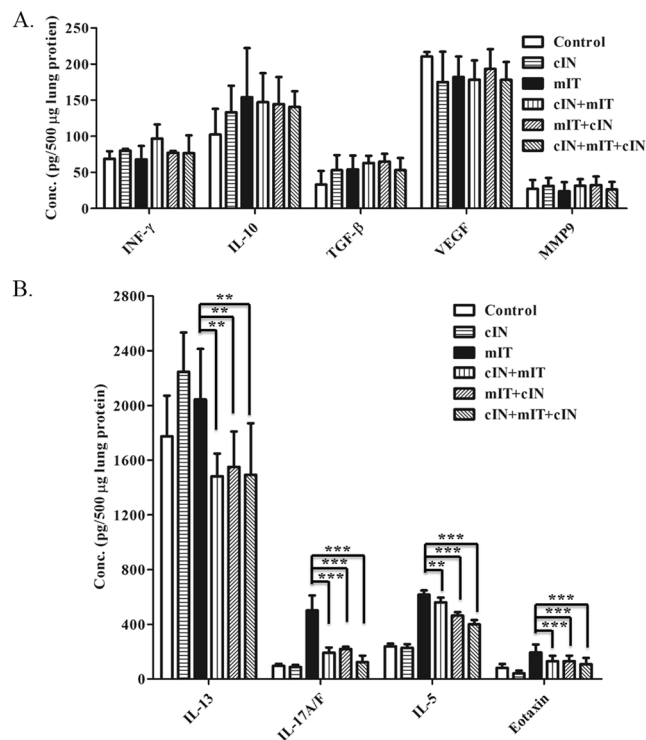 A.
Conc. (pg/500 µg lung protien)
250
200
150
100
50
0
INF-γ
IL-10
TGF-β
VEGF
MMP9
Control
cIN
mIT
cIN+mIT
mIT+cIN
cIN+mIT+cIN
B.
Conc. (pg/500 µg lung protein)
2800
2400
2000
1600
1200
800
400
0
**
**
**
***
***
***
***
***
**
***
***
***
IL-13
IL-17A/F
IL-5
Eotaxin
Control
cIN
mIT
cIN+mIT
mIT+cIN
cIN+mIT+cIN